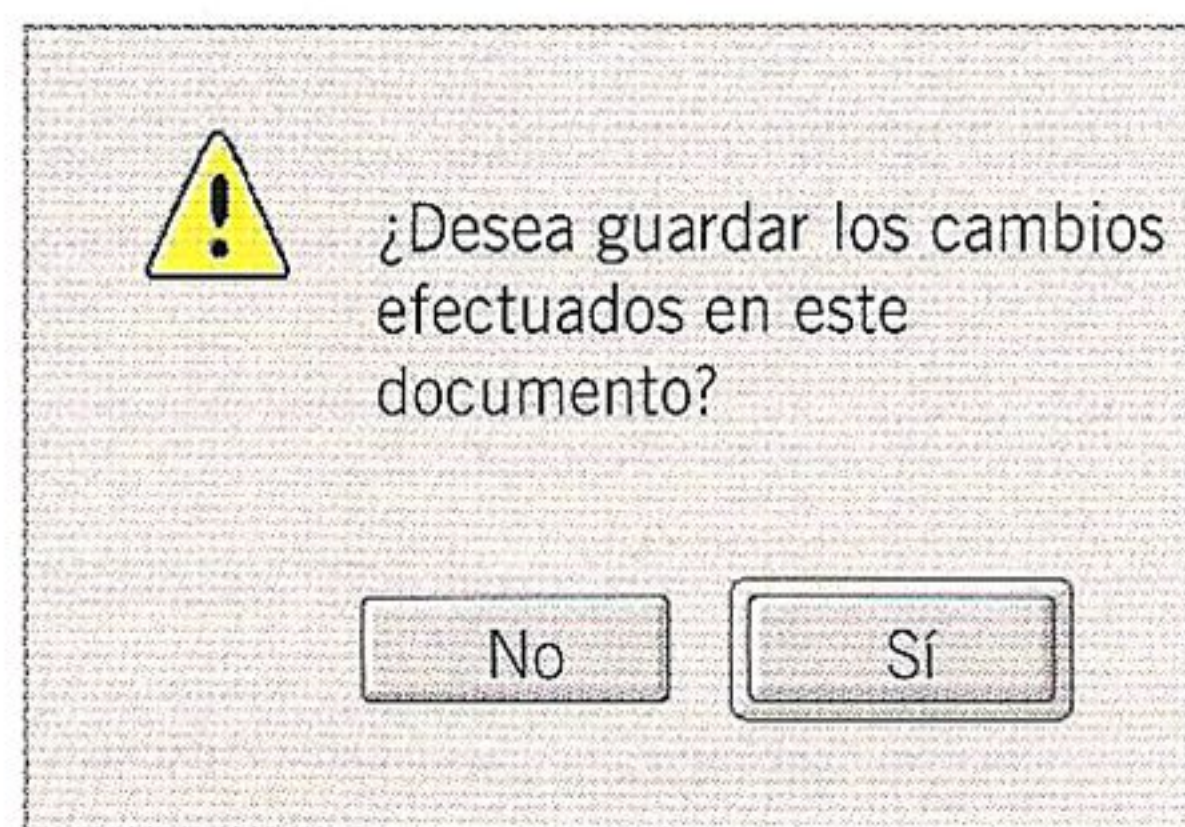 ¿Desea guardar los cambios
efectuados en este
documento?
No
Sí